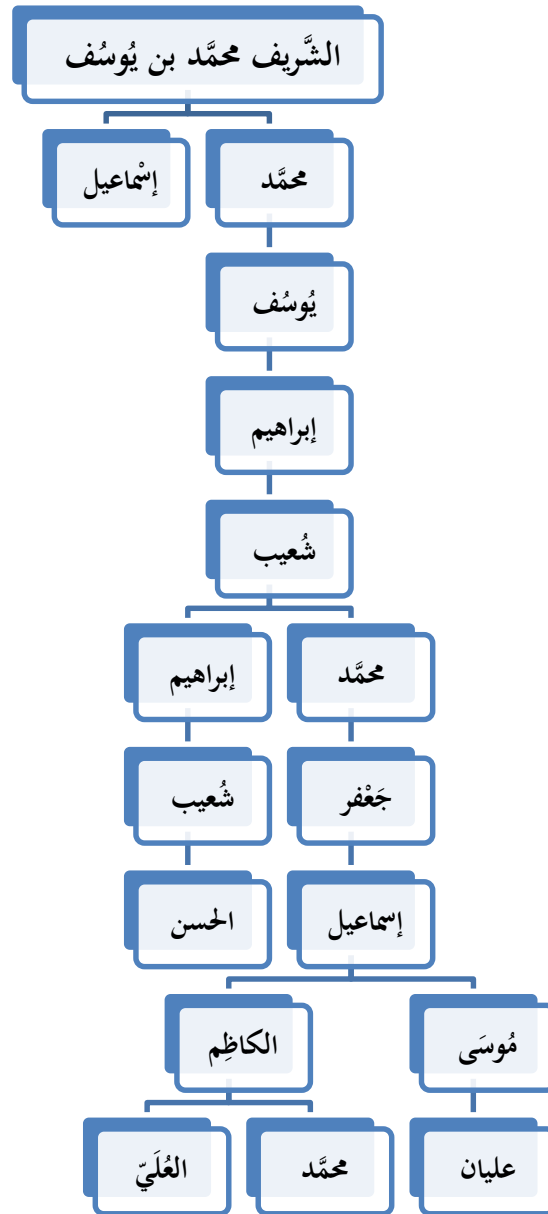 الشَّريف محمَّد بن يُوسُف
محمَّد
إسْماعيل
يُوسُف
إبراهيم
شُعيب
محمَّد
إبراهيم
جَعْفر
شُعيب
إسماعيل
الحسن
مُوسَى
الكاظِم
عليان
محمَّد
العُلَيّ